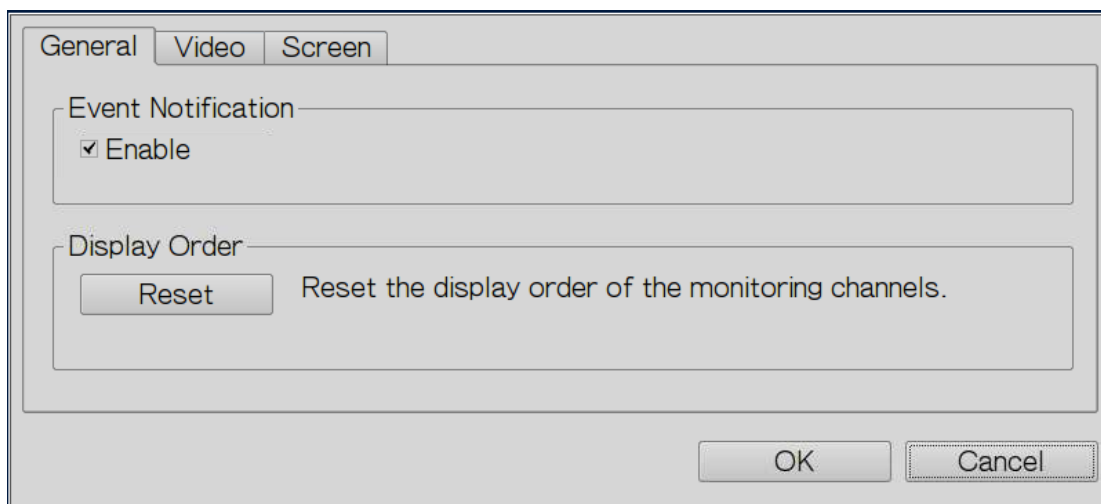 General Video Screen
Event Notification
Enable
Display Order
Reset Reset the display order of the monitoring channels.
OK Cancel